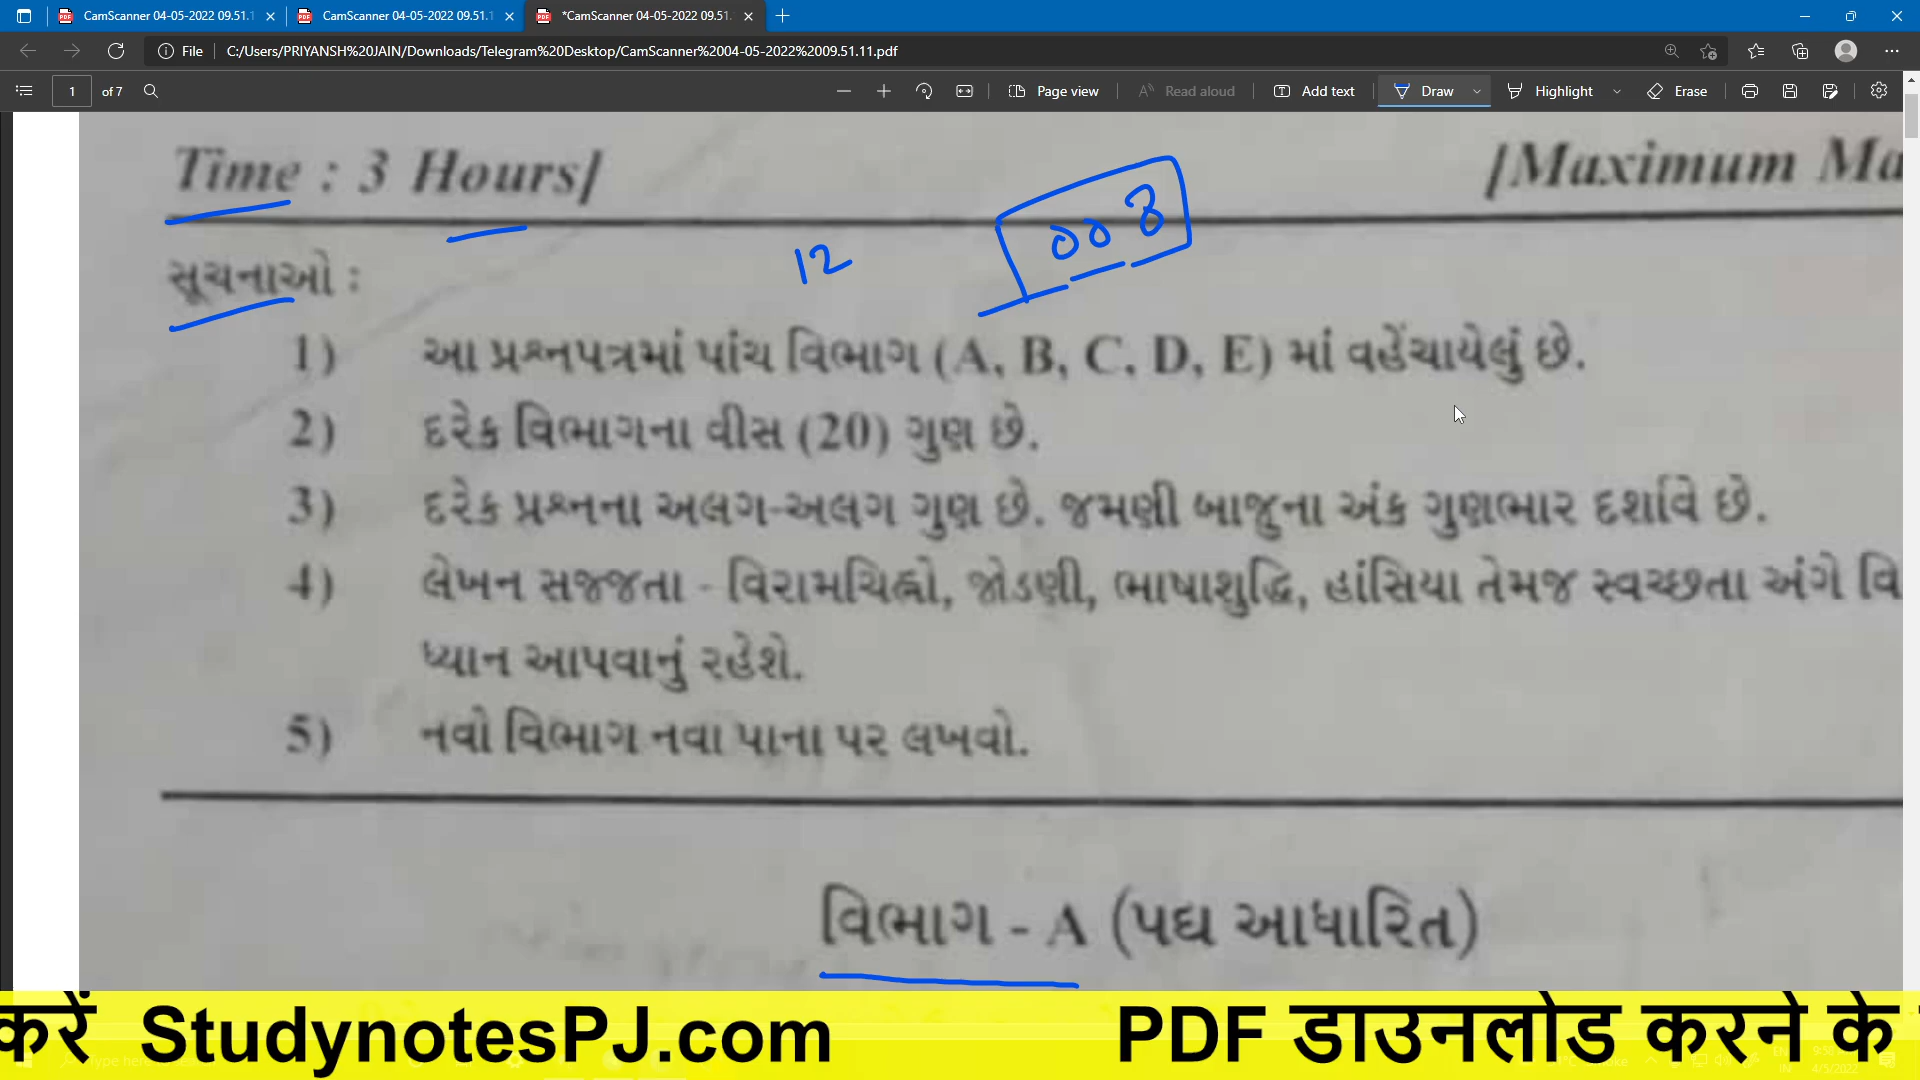 CamScanner 04-05-2022 09.51.1
CamScanner 04-05-2022 09.51.1
*CamScanner 04-05-2022 09.51.
File
C:/Users/PRIYANSH%20JAIN/Downloads/Telegram%20Desktop/CamScanner%2004-05-2022%2009.51.11.pdf
1 of 7
Page view
Read aloud
Add text
Draw
Highlight
Erase
Time : 3 Hours]
[Maximum Ma
12
008
સૂચનાઓ :
1) આ પ્રશ્નપત્રમાં પાંચ વિભાગ (A, B, C, D, E) માં વહેંચાયેલું છે.
2) દરેક વિભાગના વીસ (20) ગુણ છે.
3) દરેક પ્રશ્નના અલગ-અલગ ગુણ છે. જમણી બાજુના અંક ગુણભાર દર્શાવે છે.
4) લેખન સજ્જતા - વિરામચિહ્નો, જોડણી, ભાષાશુદ્ધિ, હાંસિયા તેમજ સ્વચ્છતા અંગે વિ
ધ્યાન આપવાનું રહેશે.
5) નવો વિભાગ નવા પાના પર લખવો.
વિભાગ - A (પદ્ય આધારિત)
करें StudynotesPJ.com PDF डाउनलोड करने के